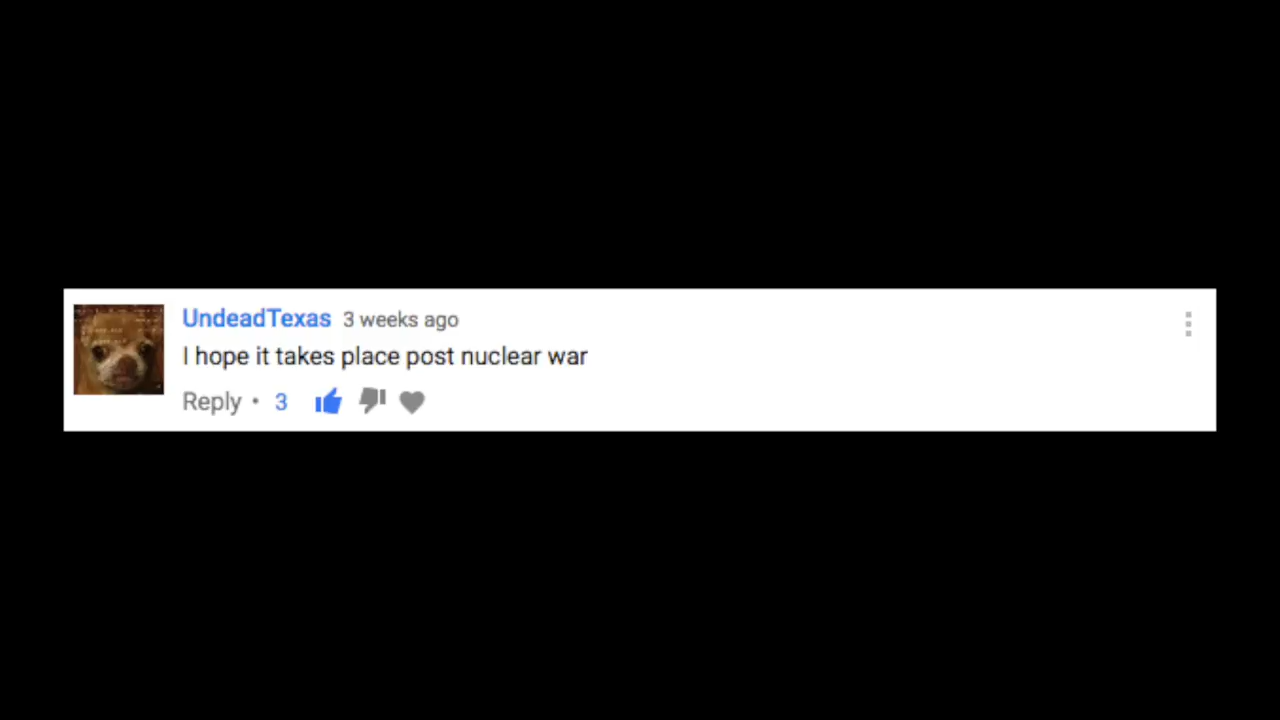 UndeadTexas 3 weeks ago
I hope it takes place post nuclear war
Reply • 3